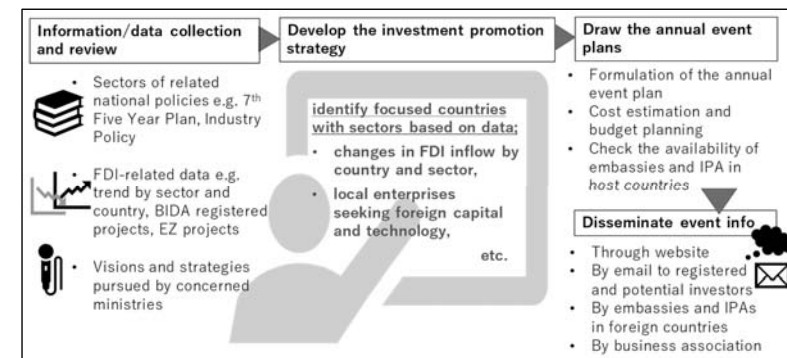 Information/data collection
and review
• Sectors of related
national policies e.g. 7th
Five Year Plan, Industry
Policy
• FDI-related data e.g.
trend by sector and
country, BIDA registered
projects, EZ projects
• Visions and strategies
pursued by concerned
ministries
Develop the investment promotion
strategy
identify focused countries
with sectors based on data;
• changes in FDI inflow by
country and sector,
• local enterprises
seeking foreign capital
and technology,
etc.
Draw the annual event
plans
• Formulation of the annual
event plan
• Cost estimation and
budget planning
• Check the availability of
embassies and IPA in
host countries
Disseminate event info
• Through website
• By email to registered
and potential investors
• By embassies and IPAs
in foreign countries
• By business association